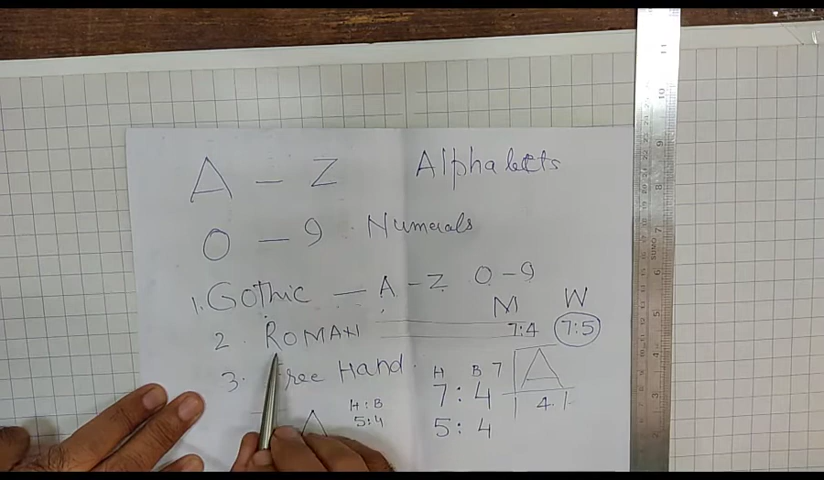 A - Z Alphabets
0 - 9 Numerals
1. Gothic - A - Z 0 - 9
M W
2. ROMAN 7:4 7:5
3. Free Hand.
H B 7 A
7 : 4 4
H : B
5 : 4
5 : 4